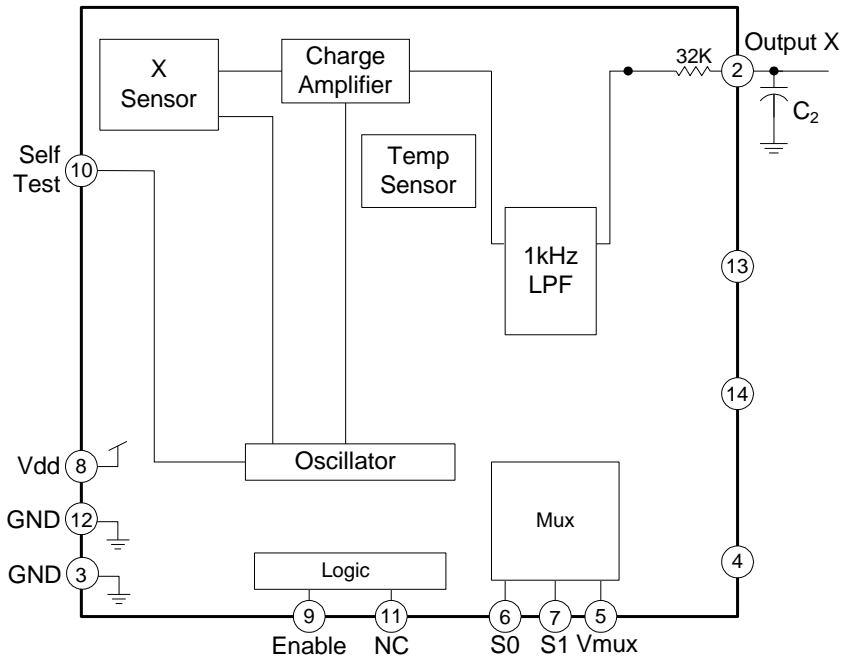 X
Sensor
Charge
Amplifier
32K
2
Output X
C₂
Self
Test
10
Temp
Sensor
1kHz
LPF
13
14
Vdd
8
Oscillator
GND
12
Mux
GND
3
Logic
4
9
11
6
7
5
Enable
NC
S0
S1
Vmux